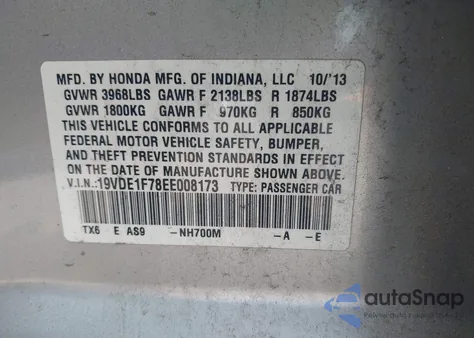 MFD. BY HONDA MFG. OF INDIANA, LLC 10/'13
GVWR 3968LBS GAWR F 2138LBS R 1874LBS
GVWR 1800KG GAWR F 970KG R 850KG
THIS VEHICLE CONFORMS TO ALL APPLICABLE
FEDERAL MOTOR VEHICLE SAFETY, BUMPER,
AND THEFT PREVENTION STANDARDS IN EFFECT
ON THE DATE OF MANUFACTURE SHOWN ABOVE.
V.I.N.: 19VDE1F78EE008173 TYPE: PASSENGER CAR
TX6 E AS9 -NH700M -A -E
autoSnap